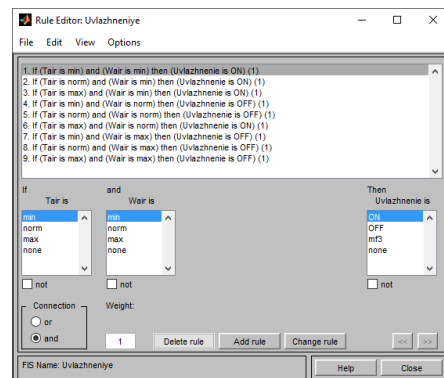 Rule Editor: Uvlazhneniye
File Edit View Options
1. If (Tair is min) and (Wair is min) then (Uvlazhnenie is ON) (1)
2. If (Tair is norm) and (Wair is min) then (Uvlazhnenie is ON) (1)
3. If (Tair is max) and (Wair is min) then (Uvlazhnenie is ON) (1)
4. If (Tair is min) and (Wair is norm) then (Uvlazhnenie is OFF) (1)
5. If (Tair is norm) and (Wair is norm) then (Uvlazhnenie is OFF) (1)
6. If (Tair is max) and (Wair is norm) then (Uvlazhnenie is ON) (1)
7. If (Tair is min) and (Wair is max) then (Uvlazhnenie is OFF) (1)
8. If (Tair is norm) and (Wair is max) then (Uvlazhnenie is OFF) (1)
9. If (Tair is max) and (Wair is max) then (Uvlazhnenie is OFF) (1)
If and Then
Tair is Wair is Uvlazhnenie is
min min ON
norm norm OFF
max max mf3
none none none
not not not
Connection Weight:
or
and 1 Delete rule Add rule Change rule << >>
FIS Name: Uvlazhneniye Help Close